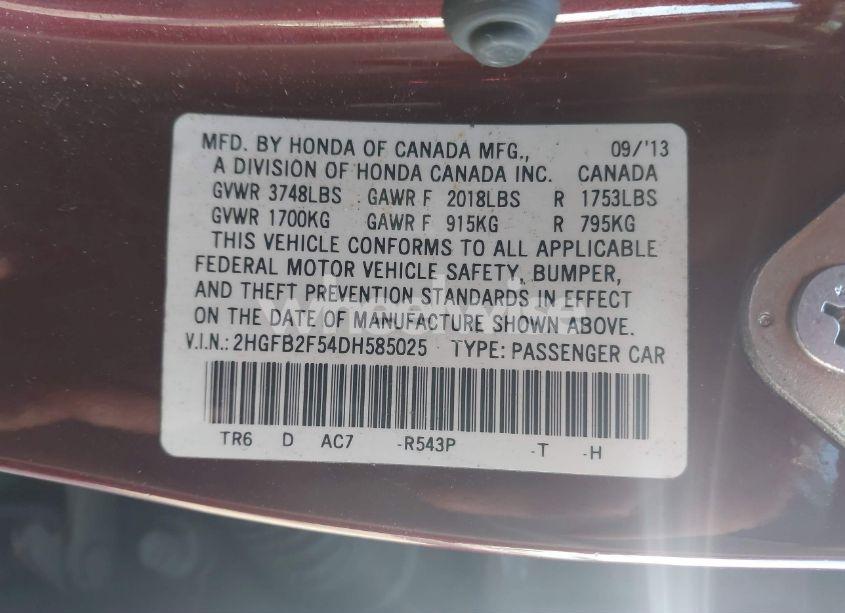 MFD. BY HONDA OF CANADA MFG., 09/'13
A DIVISION OF HONDA CANADA INC. CANADA
GVWR 3748LBS GAWR F 2018LBS R 1753LBS
GVWR 1700KG GAWR F 915KG R 795KG
THIS VEHICLE CONFORMS TO ALL APPLICABLE
FEDERAL MOTOR VEHICLE SAFETY, BUMPER,
AND THEFT PREVENTION STANDARDS IN EFFECT
ON THE DATE OF MANUFACTURE SHOWN ABOVE.
V.I.N.: 2HGFB2F54DH585025 TYPE: PASSENGER CAR
TR6 D AC7 -R543P -T -H